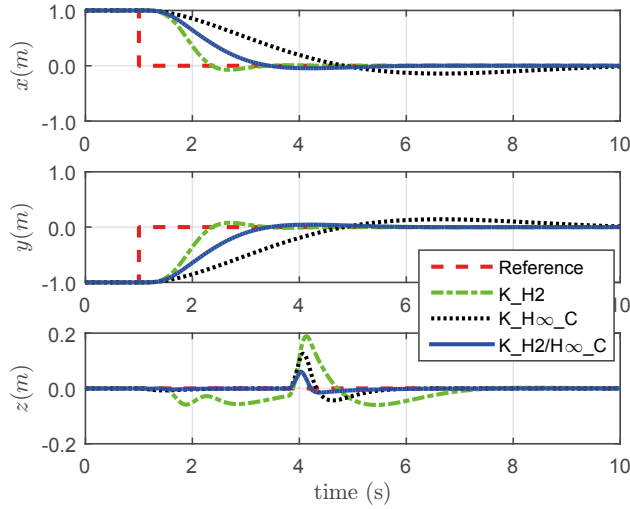 1.0
0.0
-1.0
x(m)
0 2 4 6 8 10
1.0
0.0
-1.0
y(m)
0 2 4 6 8 10
Reference
K_H2
K_H∞_C
K_H2/H∞_C
0.2
0.0
-0.2
z(m)
0 2 4 6 8 10
time (s)